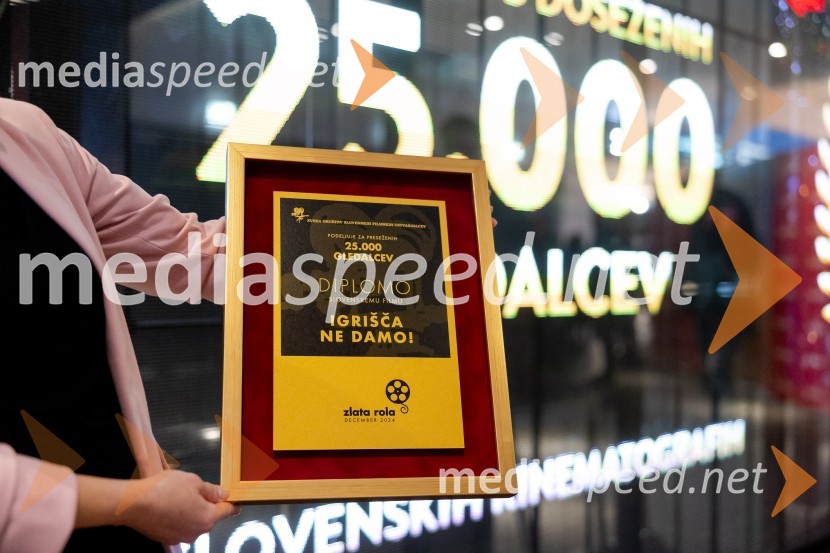 DOSEŽENIH
25.000
GLEDALCEV
SLOVENSKIH KINEMATOGRAFIH
ZVEZA DRUŠTEV SLOVENSKIH FILMSKIH USTVARJALCEV
PODELJUJE ZA PRESEŽENIH
25.000
GLEDALCEV
DIPLOMO
SLOVENSKEMU FILMU
IGRIŠČA
NE DAMO!
zlata rola
DECEMBER 2024
mediaspeed.net
mediaspeed.net
mediaspeed.net